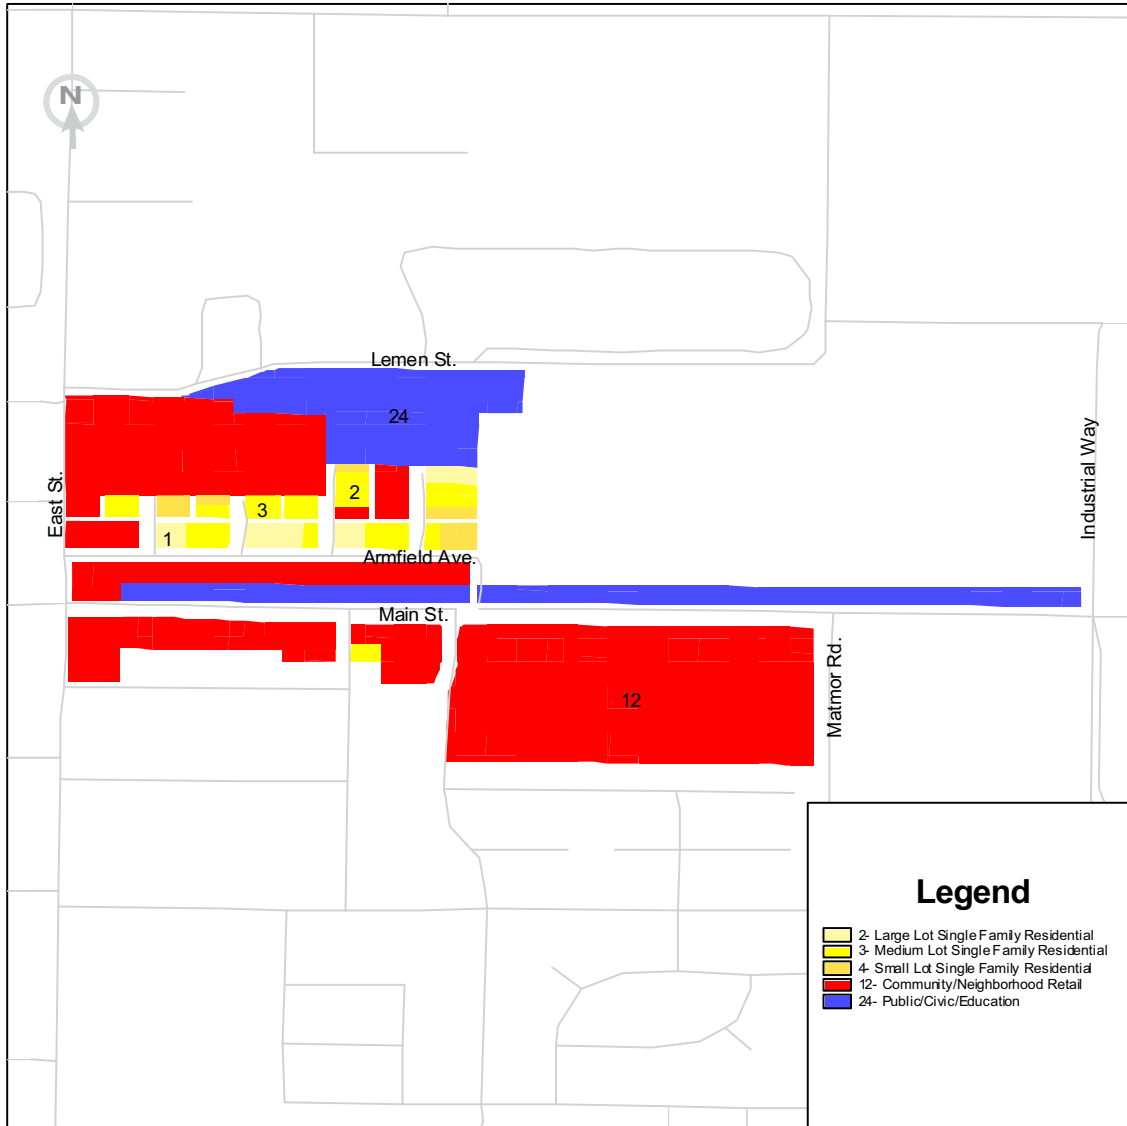 N
Lemen St.
24
East St.
Industrial Way
2
3
1
Armfield Ave.
Main St.
Matmor Rd.
12
Legend
2- Large Lot Single Family Residential
3- Medium Lot Single Family Residential
4- Small Lot Single Family Residential
12- Community/Neighborhood Retail
24- Public/Civic/Education